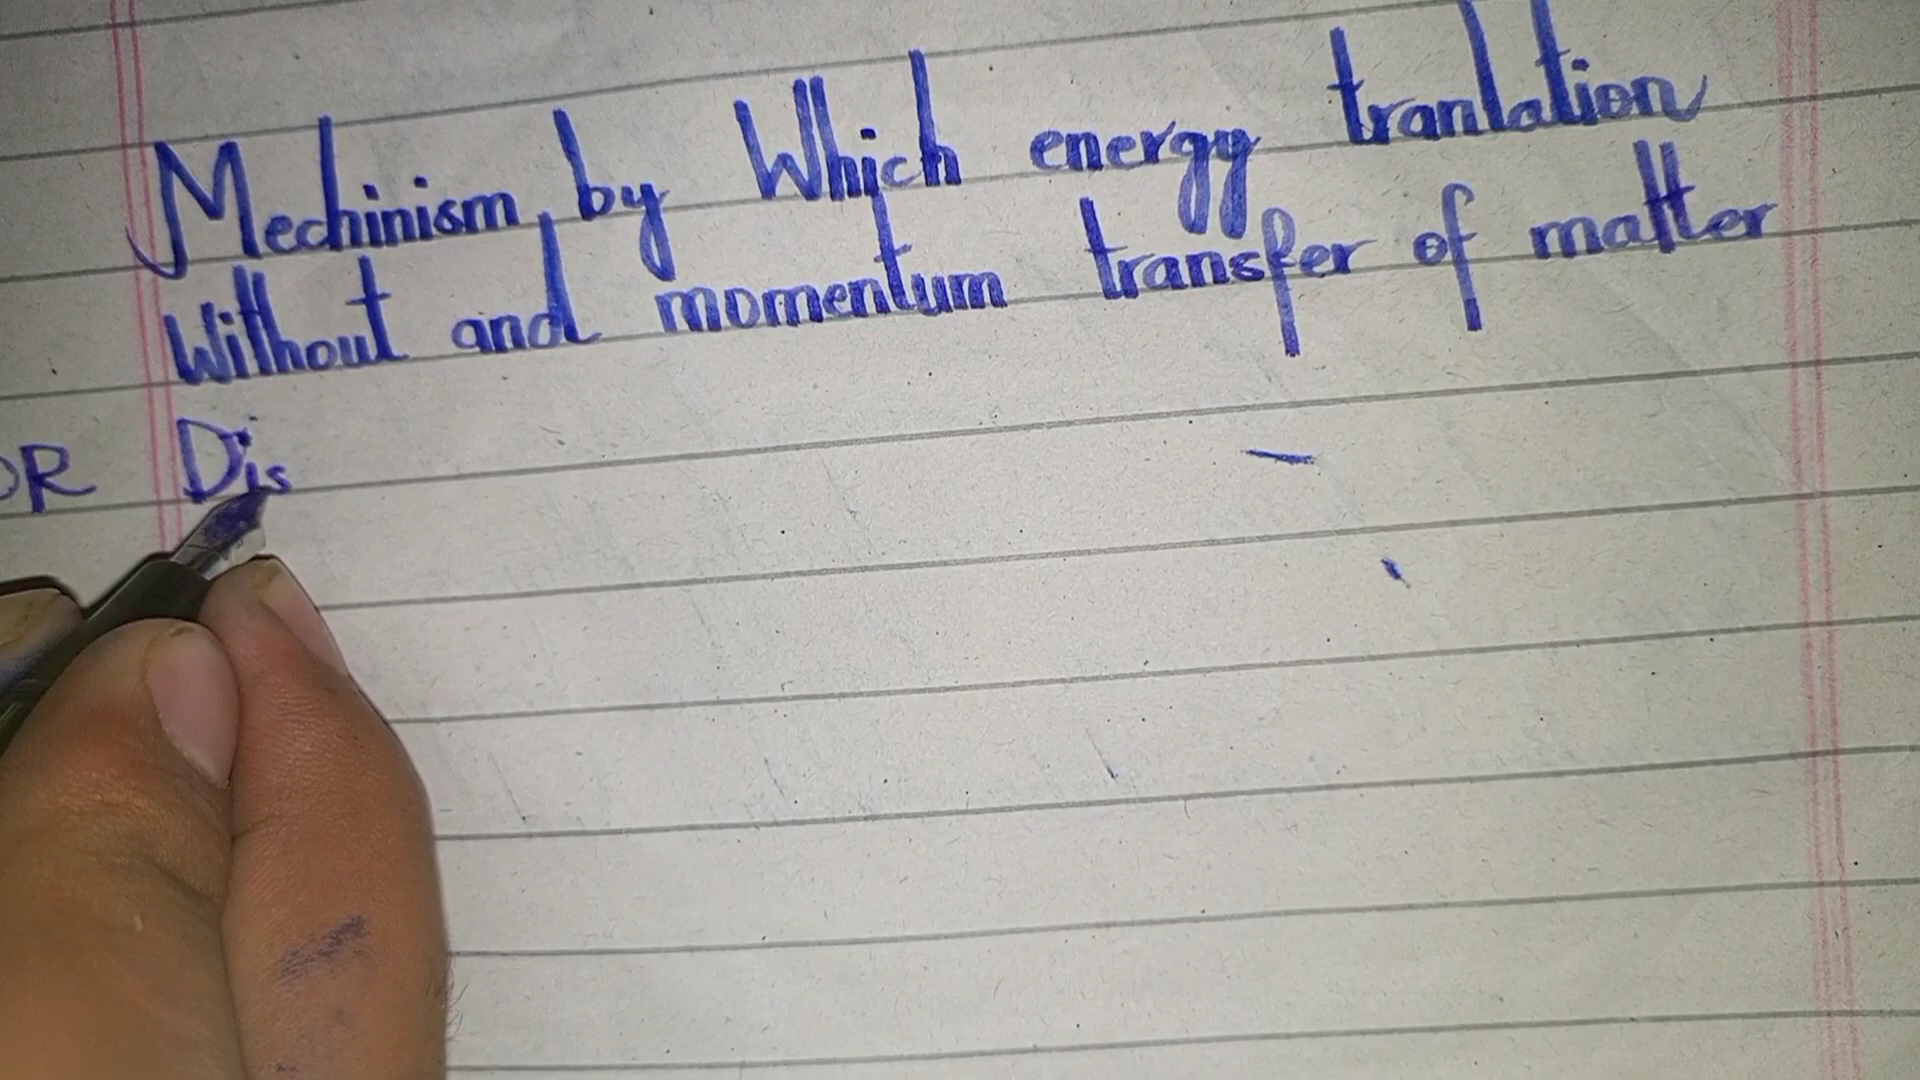 Mechinism, by Which energy tranlation
Without and momentum transfer of matter
OR Dis